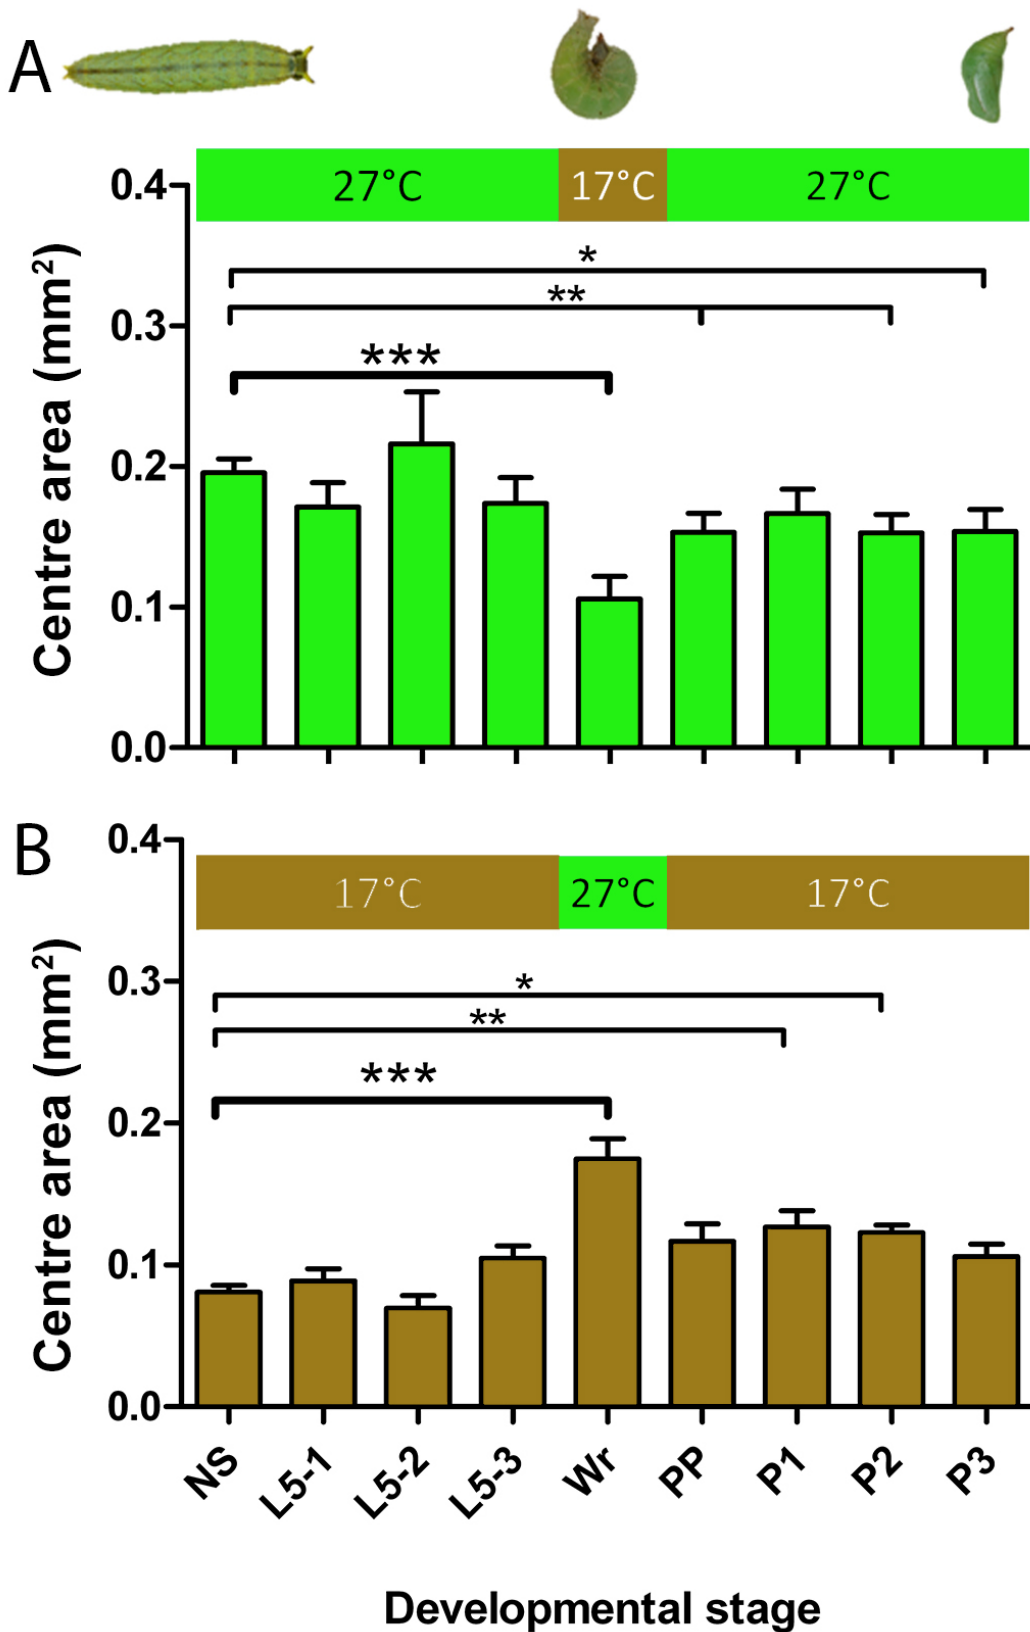 A
27°C 17°C 27°C
0.4
*
**
0.3
***
0.2
0.1
0.0
Centre area (mm²)
B
0.4
17°C 27°C 17°C
0.3
*
**
***
0.2
0.1
0.0
Centre area (mm²)
NS L5-1 L5-2 L5-3 Wr PP P1 P2 P3
Developmental stage